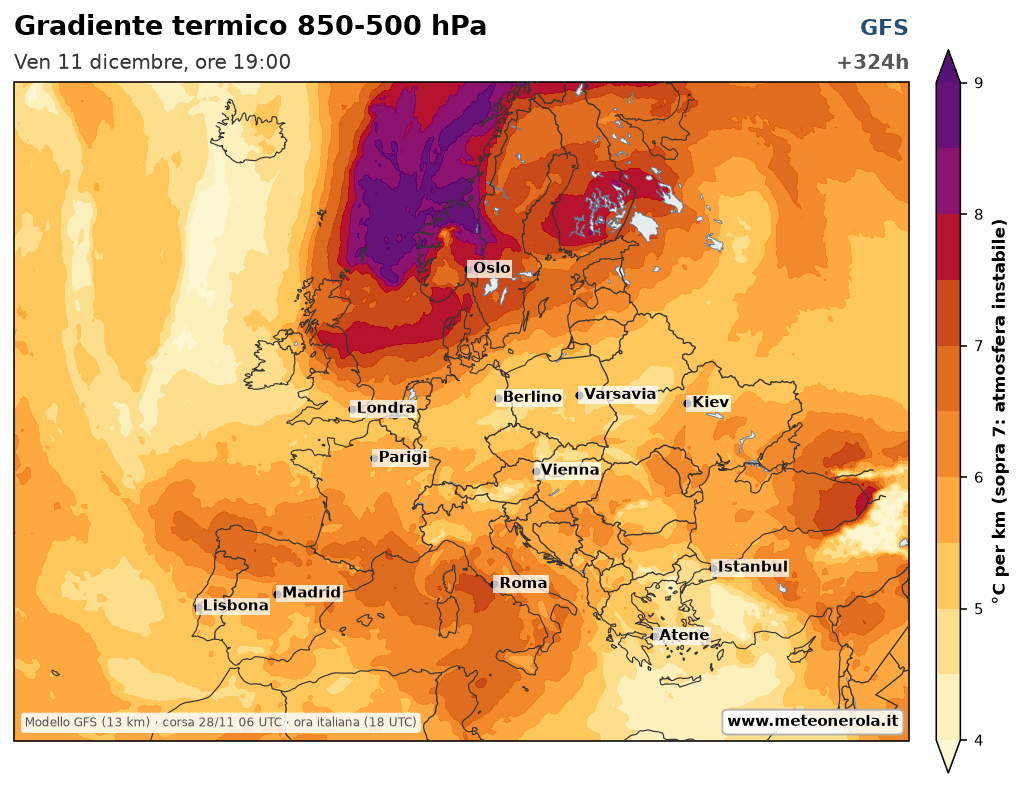 Gradiente termico 850-500 hPa
GFS
Ven 11 dicembre, ore 19:00
+324h
Oslo
Londra
Berlino
Varsavia
Kiev
Parigi
Vienna
Istanbul
Roma
Madrid
Lisbona
Atene
Modello GFS (13 km) · corsa 28/11 06 UTC · ora italiana (18 UTC)
www.meteonerola.it
9
8
7
6
5
4
°C per km (sopra 7: atmosfera instabile)